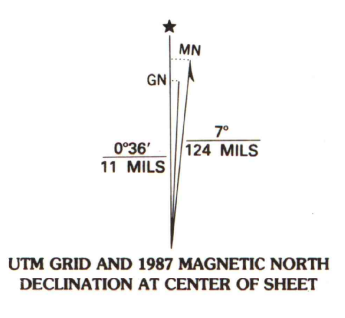 MN
GN
0°36′
11 MILS
7°
124 MILS
UTM GRID AND 1987 MAGNETIC NORTH
DECLINATION AT CENTER OF SHEET